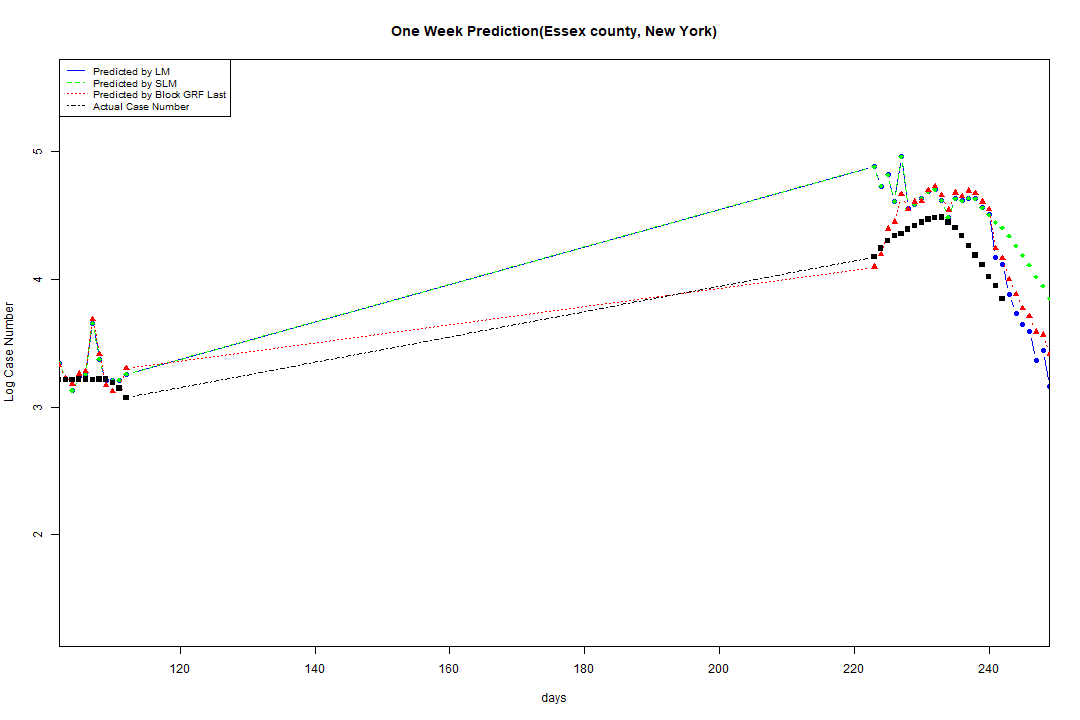 One Week Prediction(Essex county, New York)
Predicted by LM
Predicted by SLM
Predicted by Block GRF Last
Actual Case Number
5
4
3
2
Log Case Number
120 140 160 180 200 220 240
days